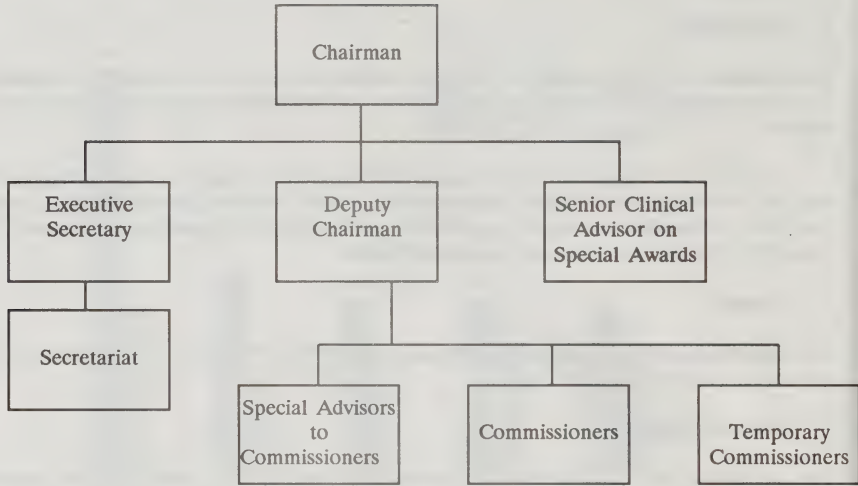 Chairman
Executive
Secretary
Deputy
Chairman
Senior Clinical
Advisor on
Special Awards
Secretariat
Special Advisors
to
Commissioners
Commissioners
Temporary
Commissioners